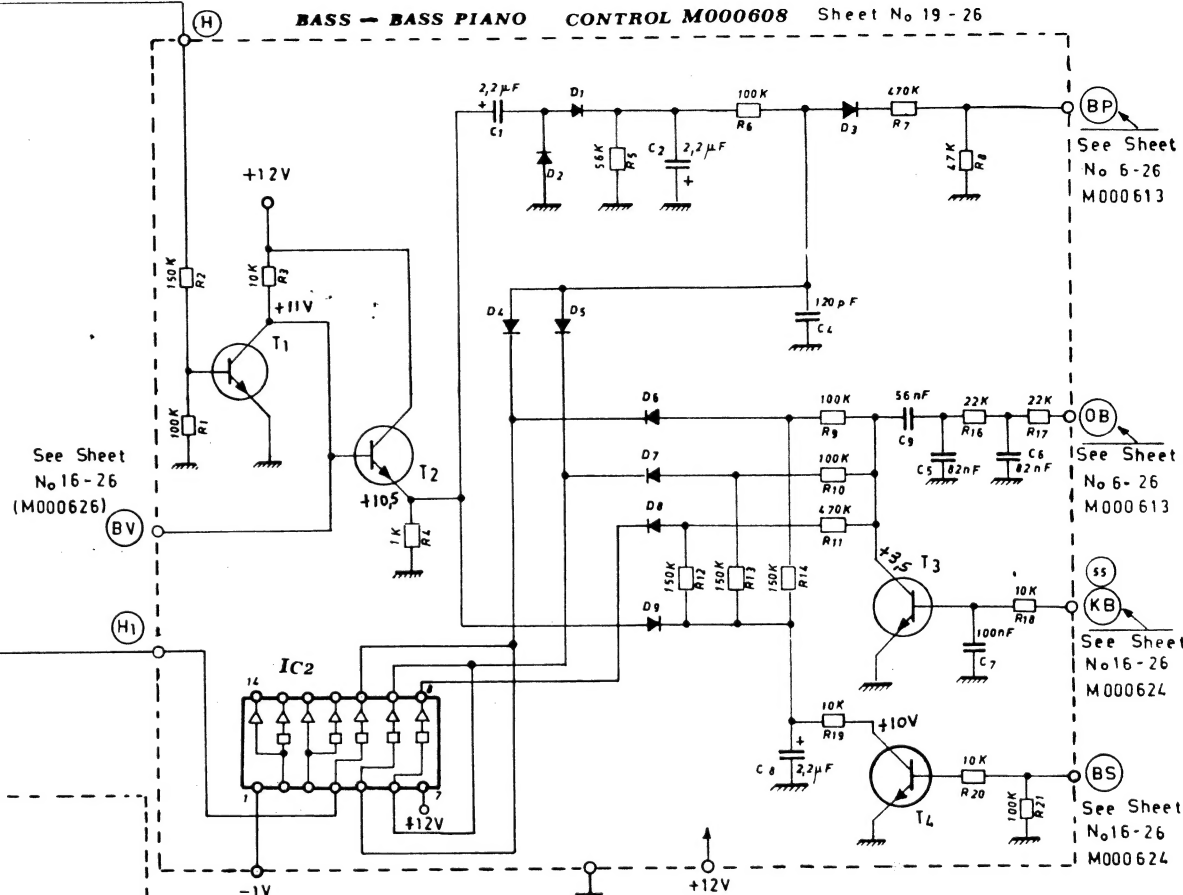 BASS - BASS PIANO CONTROL M000608 Sheet No 19-26
H
+12V
150K R2
10K R3
+11V
T1
100K R1
See Sheet
No 16-26
(M000626)
BV
H1
T2
+10,5
1K R4
2,2µF
C1
D1
D2
56K R5
C2 2,2µF
100K
R6
D3
470K
R7
47K R8
BP
See Sheet
No 6-26
M000613
D4
D5
120pF
C4
D6
100K
R9
D7
100K
R10
D8
470K
R11
56nF
C9
C5 82nF
22K
R16
C6
82nF
22K
R17
OB
See Sheet
No 6-26
M000613
150K R12
150K R13
150K R14
D9
+3,5
T3
10K
R18
100nF
C7
SS
KB
See Sheet
No 16-26
M000624
IC2
14
8
1
7
+12V
-1V
C8 2,2µF
10K
R19
+10V
T4
10K
R20
100K R21
BS
See Sheet
No 16-26
M000624
+12V